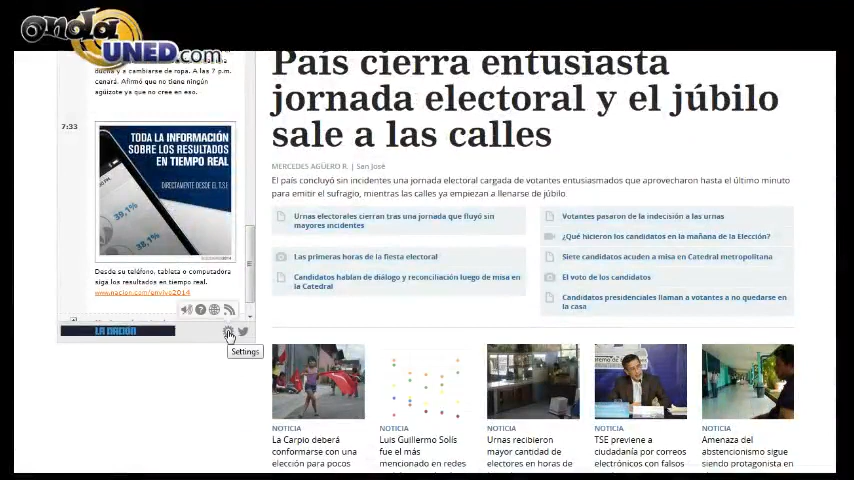 onda
UNED.com
ducha y a cambiarse de ropa. A las 7 p.m.
cenará. Afirmó que no tiene ningún
agüizote ya que no cree en eso.
7:33
TODA LA INFORMACIÓN
SOBRE LOS RESULTADOS
EN TIEMPO REAL
DIRECTAMENTE DESDE EL T.S.E
39,1%
38,1%
Desde su teléfono, tableta o computadora
siga los resultados en tiempo real.
www.nacion.com/envivo2014
LA NACIÓN
Settings
País cierra entusiasta
jornada electoral y el júbilo
sale a las calles
MERCEDES AGÜERO R. | San José
El país concluyó sin incidentes una jornada electoral cargada de votantes entusiasmados que aprovecharon hasta el último minuto
para emitir el sufragio, mientras las calles ya empiezan a llenarse de júbilo.
Urnas electorales cierran tras una jornada que fluyó sin
mayores incidentes
Las primeras horas de la fiesta electoral
Candidatos hablan de diálogo y reconciliación luego de misa en
la Catedral
Votantes pasaron de la indecisión a las urnas
¿Qué hicieron los candidatos en la mañana de la Elección?
Siete candidatos acuden a misa en Catedral metropolitana
El voto de los candidatos
Candidatos presidenciales llaman a votantes a no quedarse en
la casa
NOTICIA
La Carpio deberá
conformarse con una
elección para pocos
NOTICIA
Luis Guillermo Solís
fue el más
mencionado en redes
NOTICIA
Urnas recibieron
mayor cantidad de
electores en horas de
NOTICIA
TSE previene a
ciudadanía por correos
electrónicos con falsos
NOTICIA
Amenaza del
abstencionismo sigue
siendo protagonista en